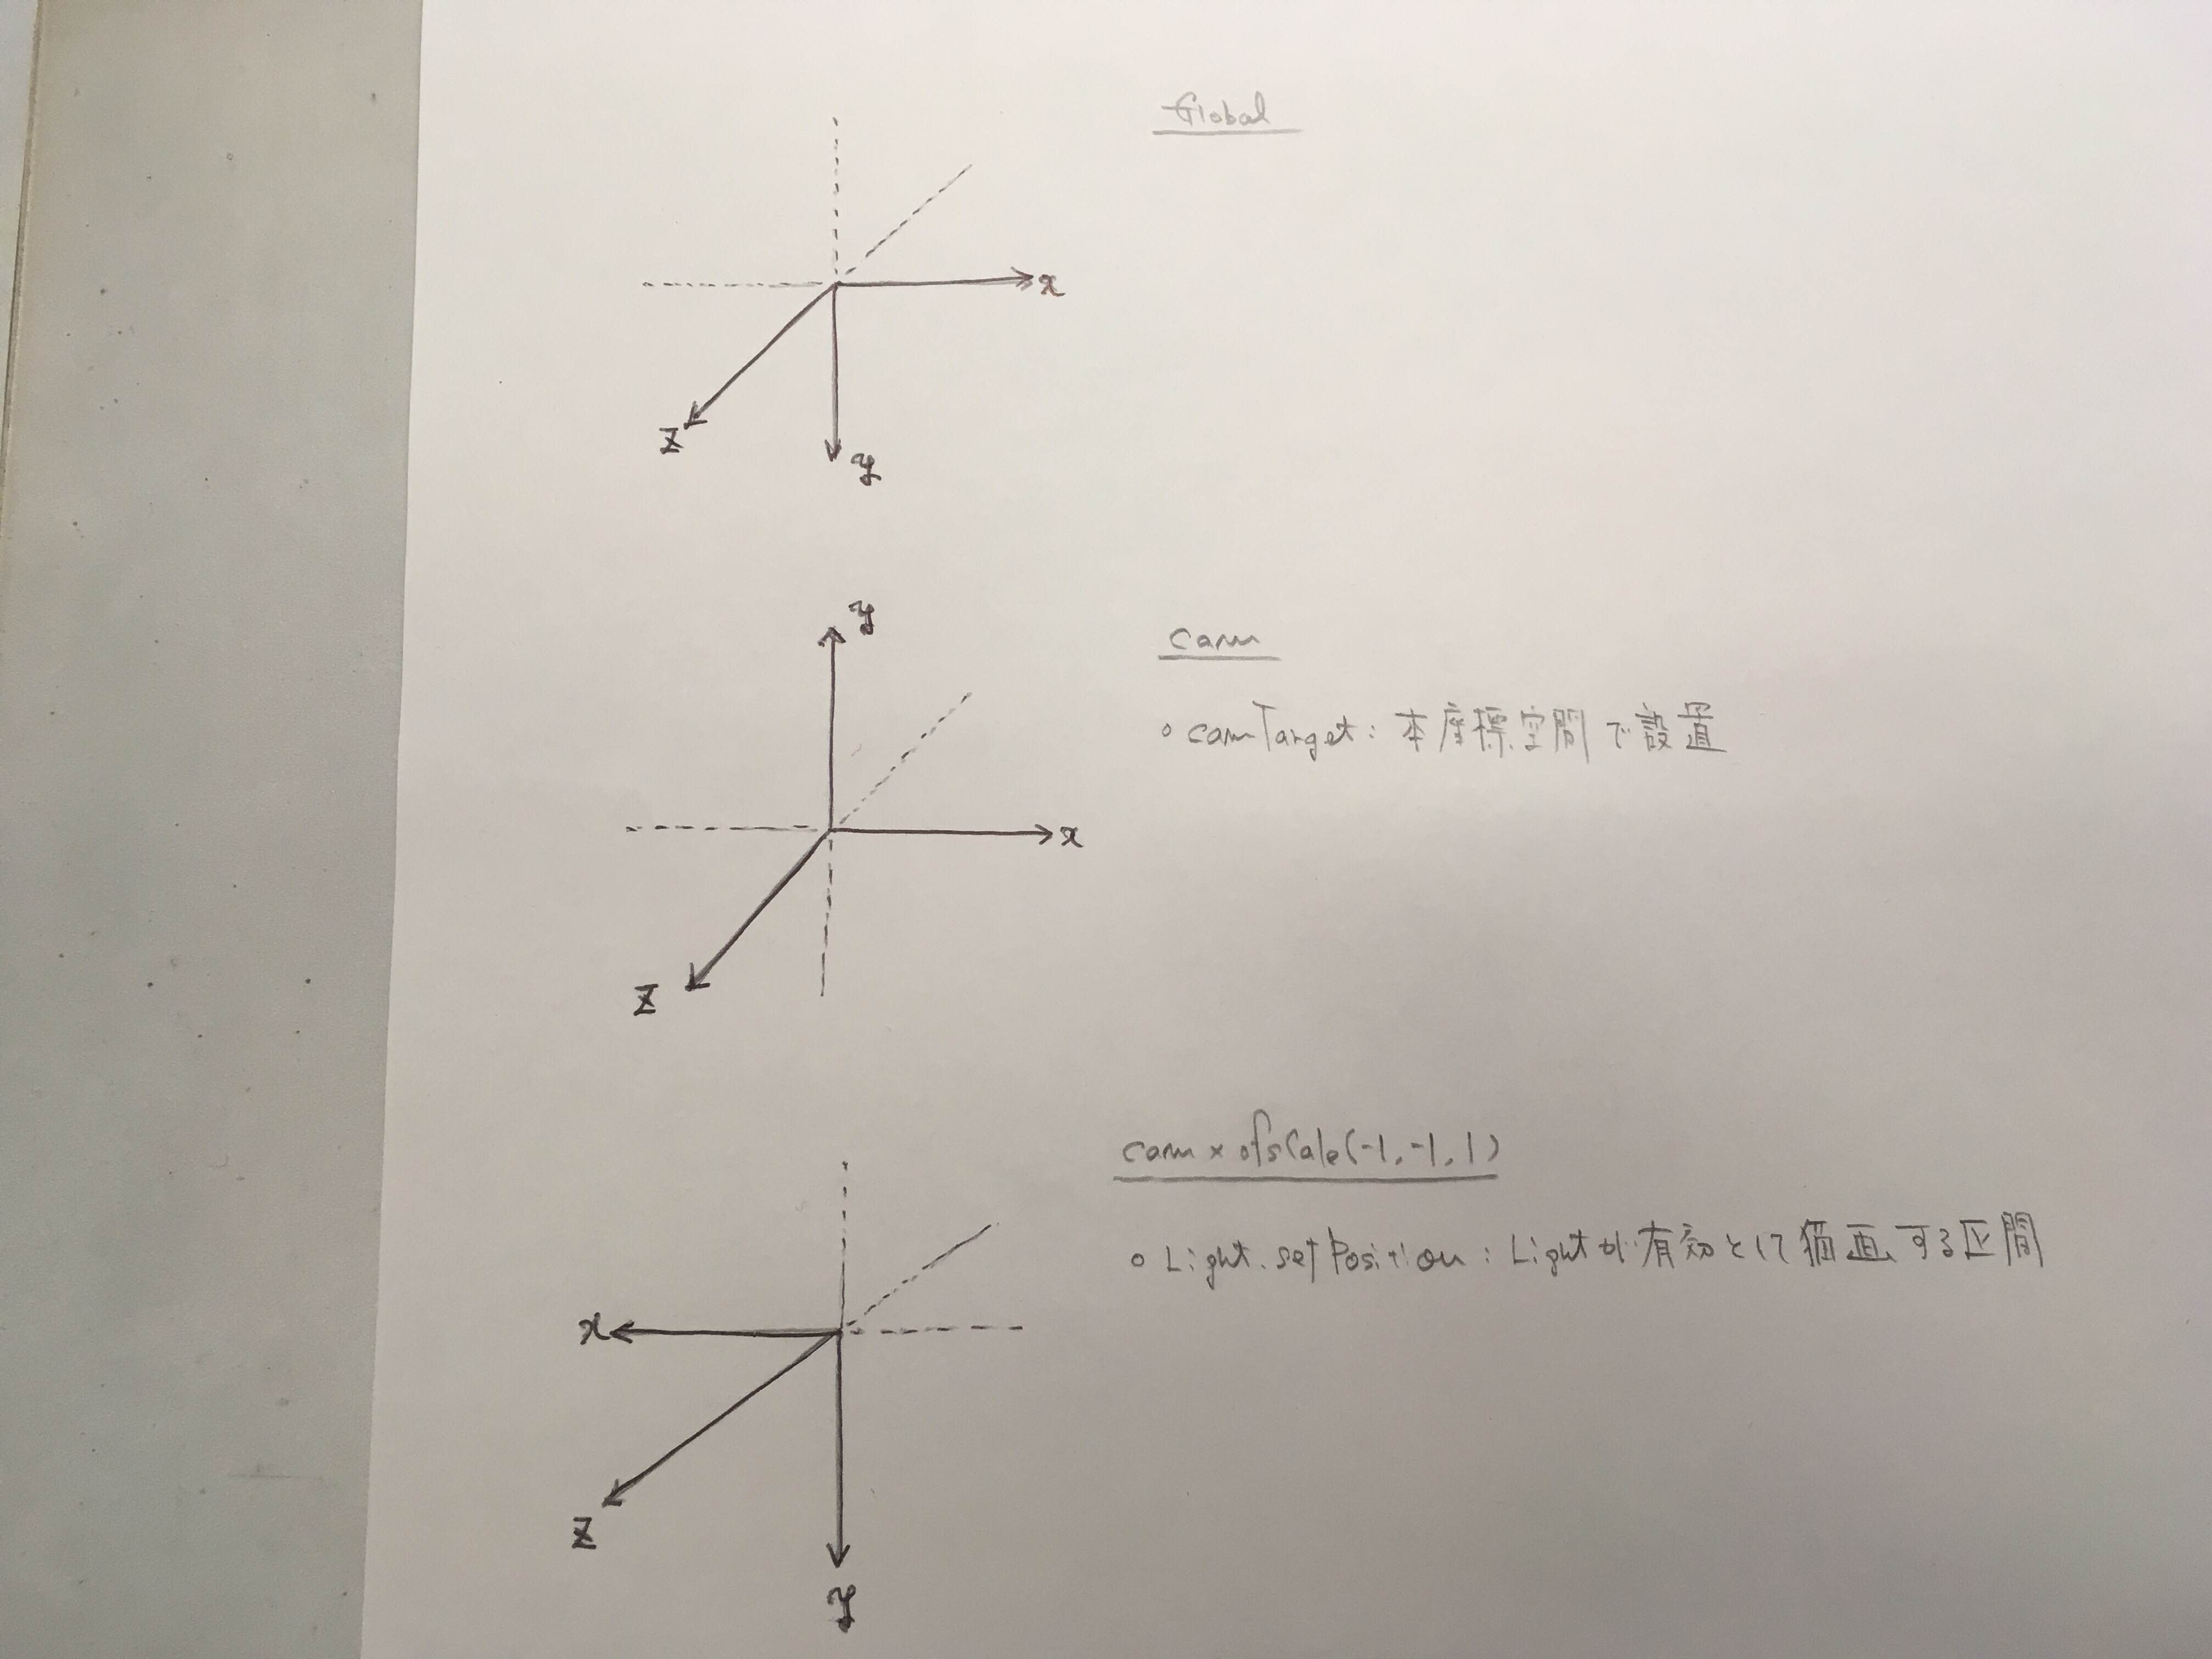 Global
x
z
y
y
cam
camTarget: 本座標空間で設置
x
z
cam × ofScale(-1, -1, 1)
Light.setPosition: Lightが有効として描画する区間
x
z
y